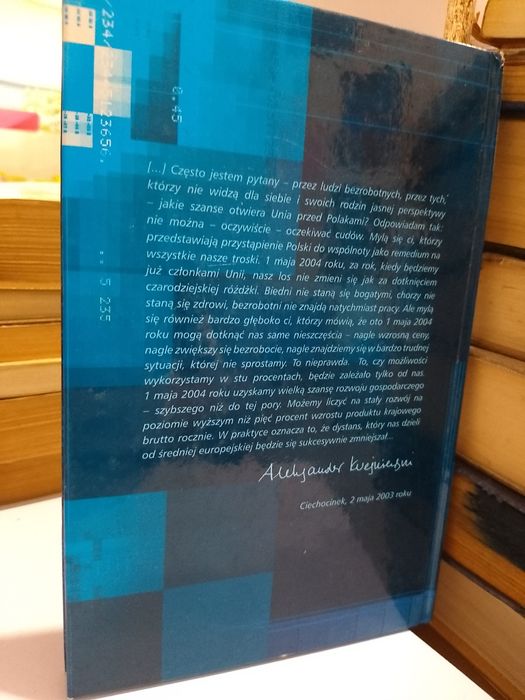 /234/
123656.
0.45
.. 5 235
[...] Często jestem pytany – przez ludzi bezrobotnych, przez tych,
którzy nie widzą dla siebie i swoich rodzin jasnej perspektywy
– jakie szanse otwiera Unia przed Polakami? Odpowiadam tak:
nie można – oczywiście – oczekiwać cudów. Mylą się ci, którzy
przedstawiają przystąpienie Polski do wspólnoty jako remedium na
wszystkie nasze troski. 1 maja 2004 roku, za rok, kiedy będziemy
już członkami Unii, nasz los nie zmieni się jak za dotknięciem
czarodziejskiej różdżki. Biedni nie staną się bogatymi, chorzy nie
staną się zdrowi, bezrobotni nie znajdą natychmiast pracy. Ale mylą
się również bardzo głęboko ci, którzy mówią, że oto 1 maja 2004
roku mogą dotknąć nas same nieszczęścia – nagle wzrosną ceny,
nagle zwiększy się bezrobocie, nagle znajdziemy się w bardzo trudnej
sytuacji, której nie sprostamy. To nieprawda. To, czy możliwości
wykorzystamy w stu procentach, będzie zależało tylko od nas.
1 maja 2004 roku uzyskamy wielką szansę rozwoju gospodarczego
– szybszego niż do tej pory. Możemy liczyć na stały rozwój na
poziomie wyższym niż pięć procent wzrostu produktu krajowego
brutto rocznie. W praktyce oznacza to, że dystans, który nas dzieli
od średniej europejskiej będzie się sukcesywnie zmniejszał...
Aleksander Kwaśniewski
Ciechocinek, 2 maja 2003 roku